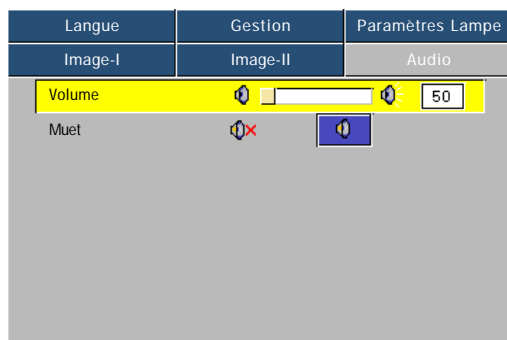 Langue Gestion Paramètres Lampe
Image-I Image-II Audio
Volume 50
Muet